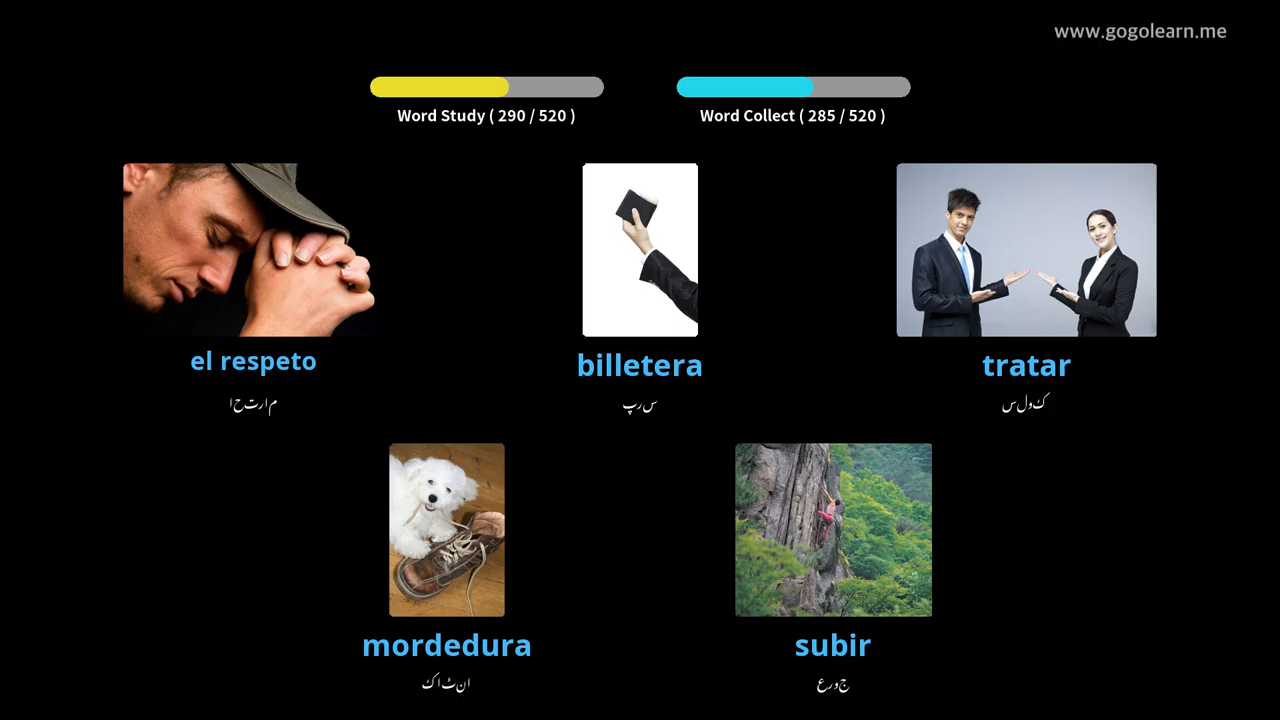 www.gogolearn.me
Word Study ( 290 / 520 )
Word Collect ( 285 / 520 )
el respeto
احترام
billetera
پرس
tratar
سلوک
mordedura
کاٹنا
subir
عروج